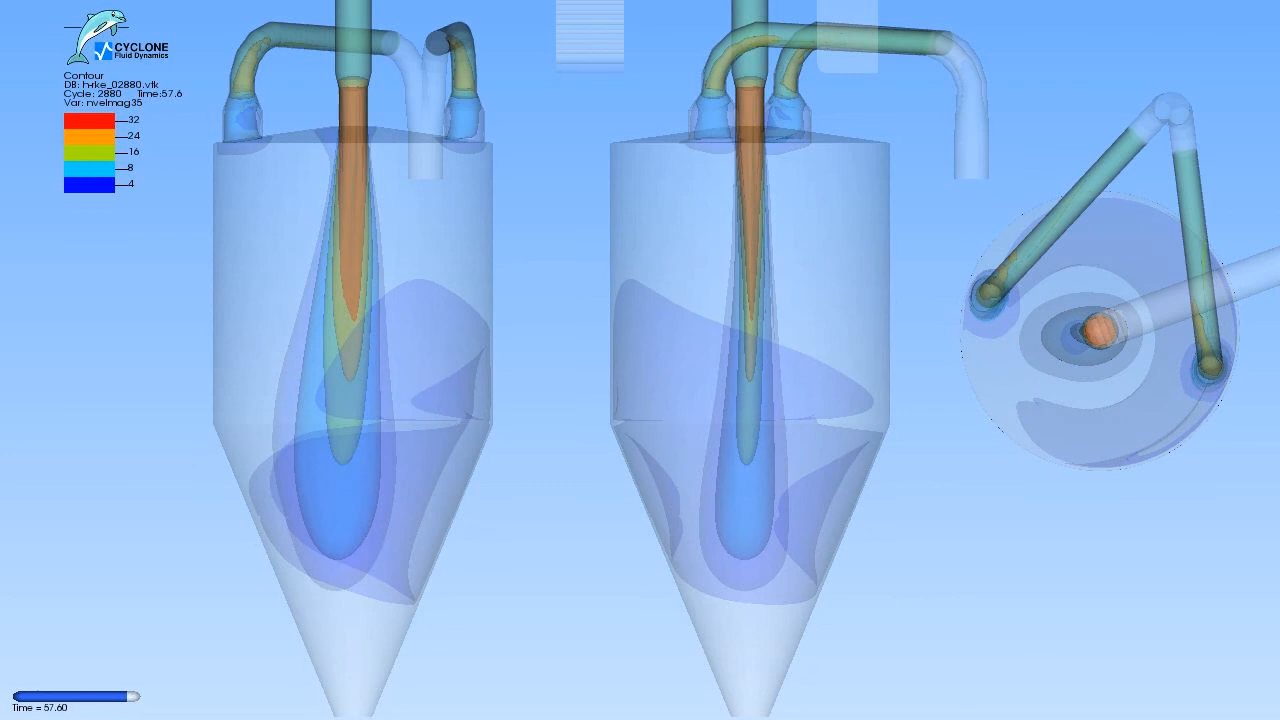 CYCLONE
Fluid Dynamics
Contour
DB: h-rke_02880.vtk
Cycle: 2880 Time:57.6
Var: nvelmag35
32
24
16
8
4
Time = 57.60